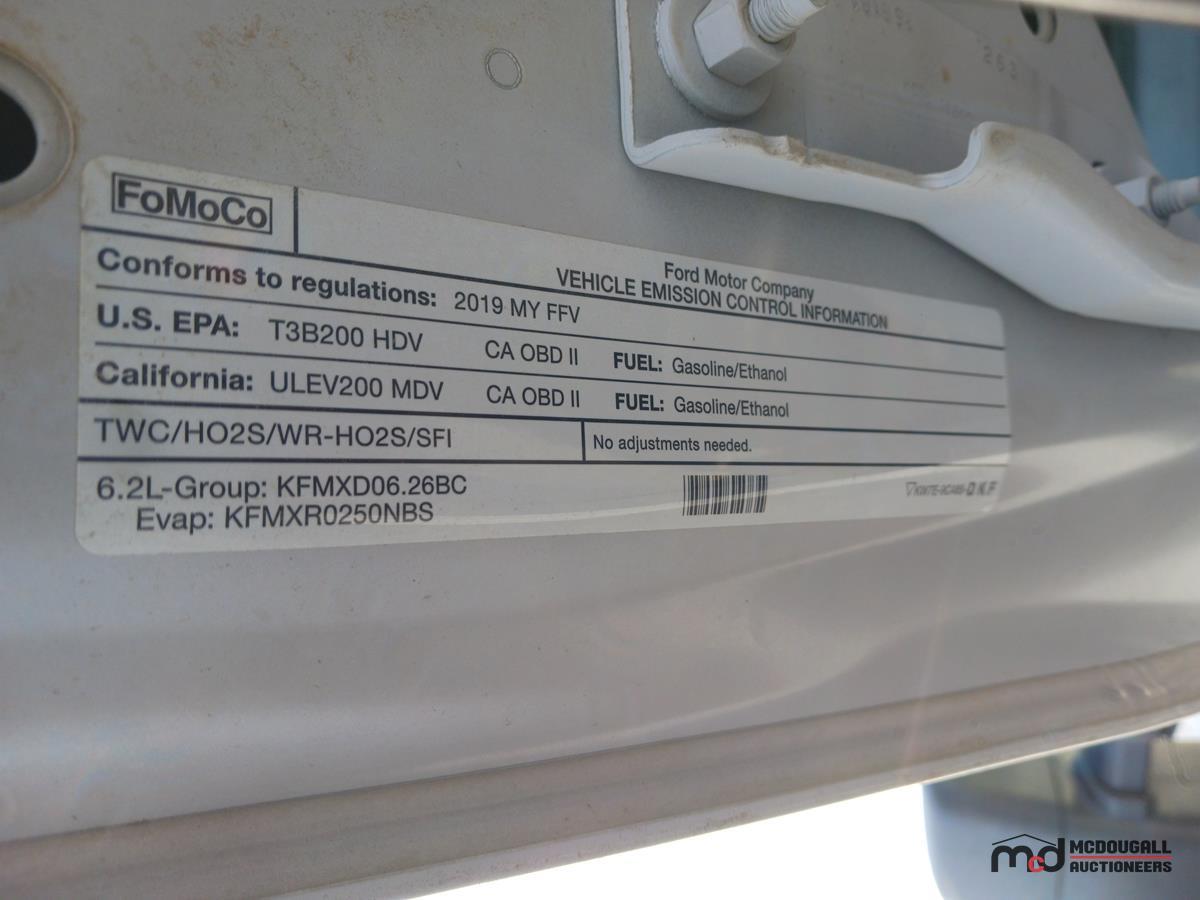 263
FoMoCo
Ford Motor Company
VEHICLE EMISSION CONTROL INFORMATION
Conforms to regulations: 2019 MY FFV
U.S. EPA: T3B200 HDV CA OBD II FUEL: Gasoline/Ethanol
California: ULEV200 MDV CA OBD II FUEL: Gasoline/Ethanol
TWC/HO2S/WR-HO2S/SFI No adjustments needed.
6.2L-Group: KFMXD06.26BC
Evap: KFMXR0250NBS
mcd MCDOUGALL
AUCTIONEERS